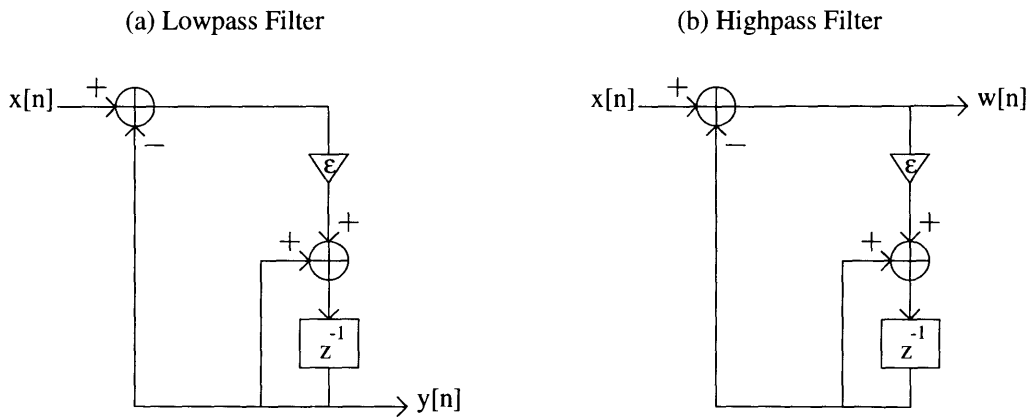 (a) Lowpass Filter
(b) Highpass Filter
x[n] + −
ε
+ +
z^-1
y[n]
x[n] + −
w[n]
ε
+ +
z^-1